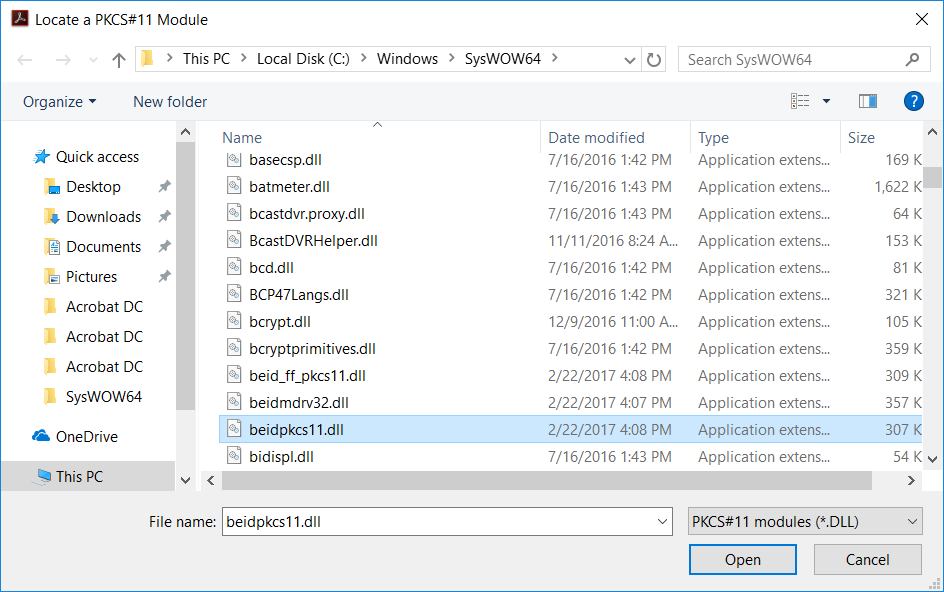 Locate a PKCS#11 Module
This PC > Local Disk (C:) > Windows > SysWOW64 >
Search SysWOW64
Organize
New folder
?
Quick access
Desktop
Downloads
Documents
Pictures
Acrobat DC
Acrobat DC
Acrobat DC
SysWOW64
OneDrive
This PC
Name Date modified Type Size
basecsp.dll 7/16/2016 1:42 PM Application extens... 169 K
batmeter.dll 7/16/2016 1:43 PM Application extens... 1,622 K
bcastdvr.proxy.dll 7/16/2016 1:43 PM Application extens... 64 K
BcastDVRHelper.dll 11/11/2016 8:24 A... Application extens... 153 K
bcd.dll 7/16/2016 1:42 PM Application extens... 81 K
BCP47Langs.dll 7/16/2016 1:42 PM Application extens... 321 K
bcrypt.dll 12/9/2016 11:00 A... Application extens... 105 K
bcryptprimitives.dll 7/16/2016 1:42 PM Application extens... 359 K
beid_ff_pkcs11.dll 2/22/2017 4:08 PM Application extens... 309 K
beidmdrv32.dll 2/22/2017 4:07 PM Application extens... 357 K
beidpkcs11.dll 2/22/2017 4:08 PM Application extens... 307 K
bidispl.dll 7/16/2016 1:43 PM Application extens... 54 K
File name: beidpkcs11.dll
PKCS#11 modules (*.DLL)
Open
Cancel